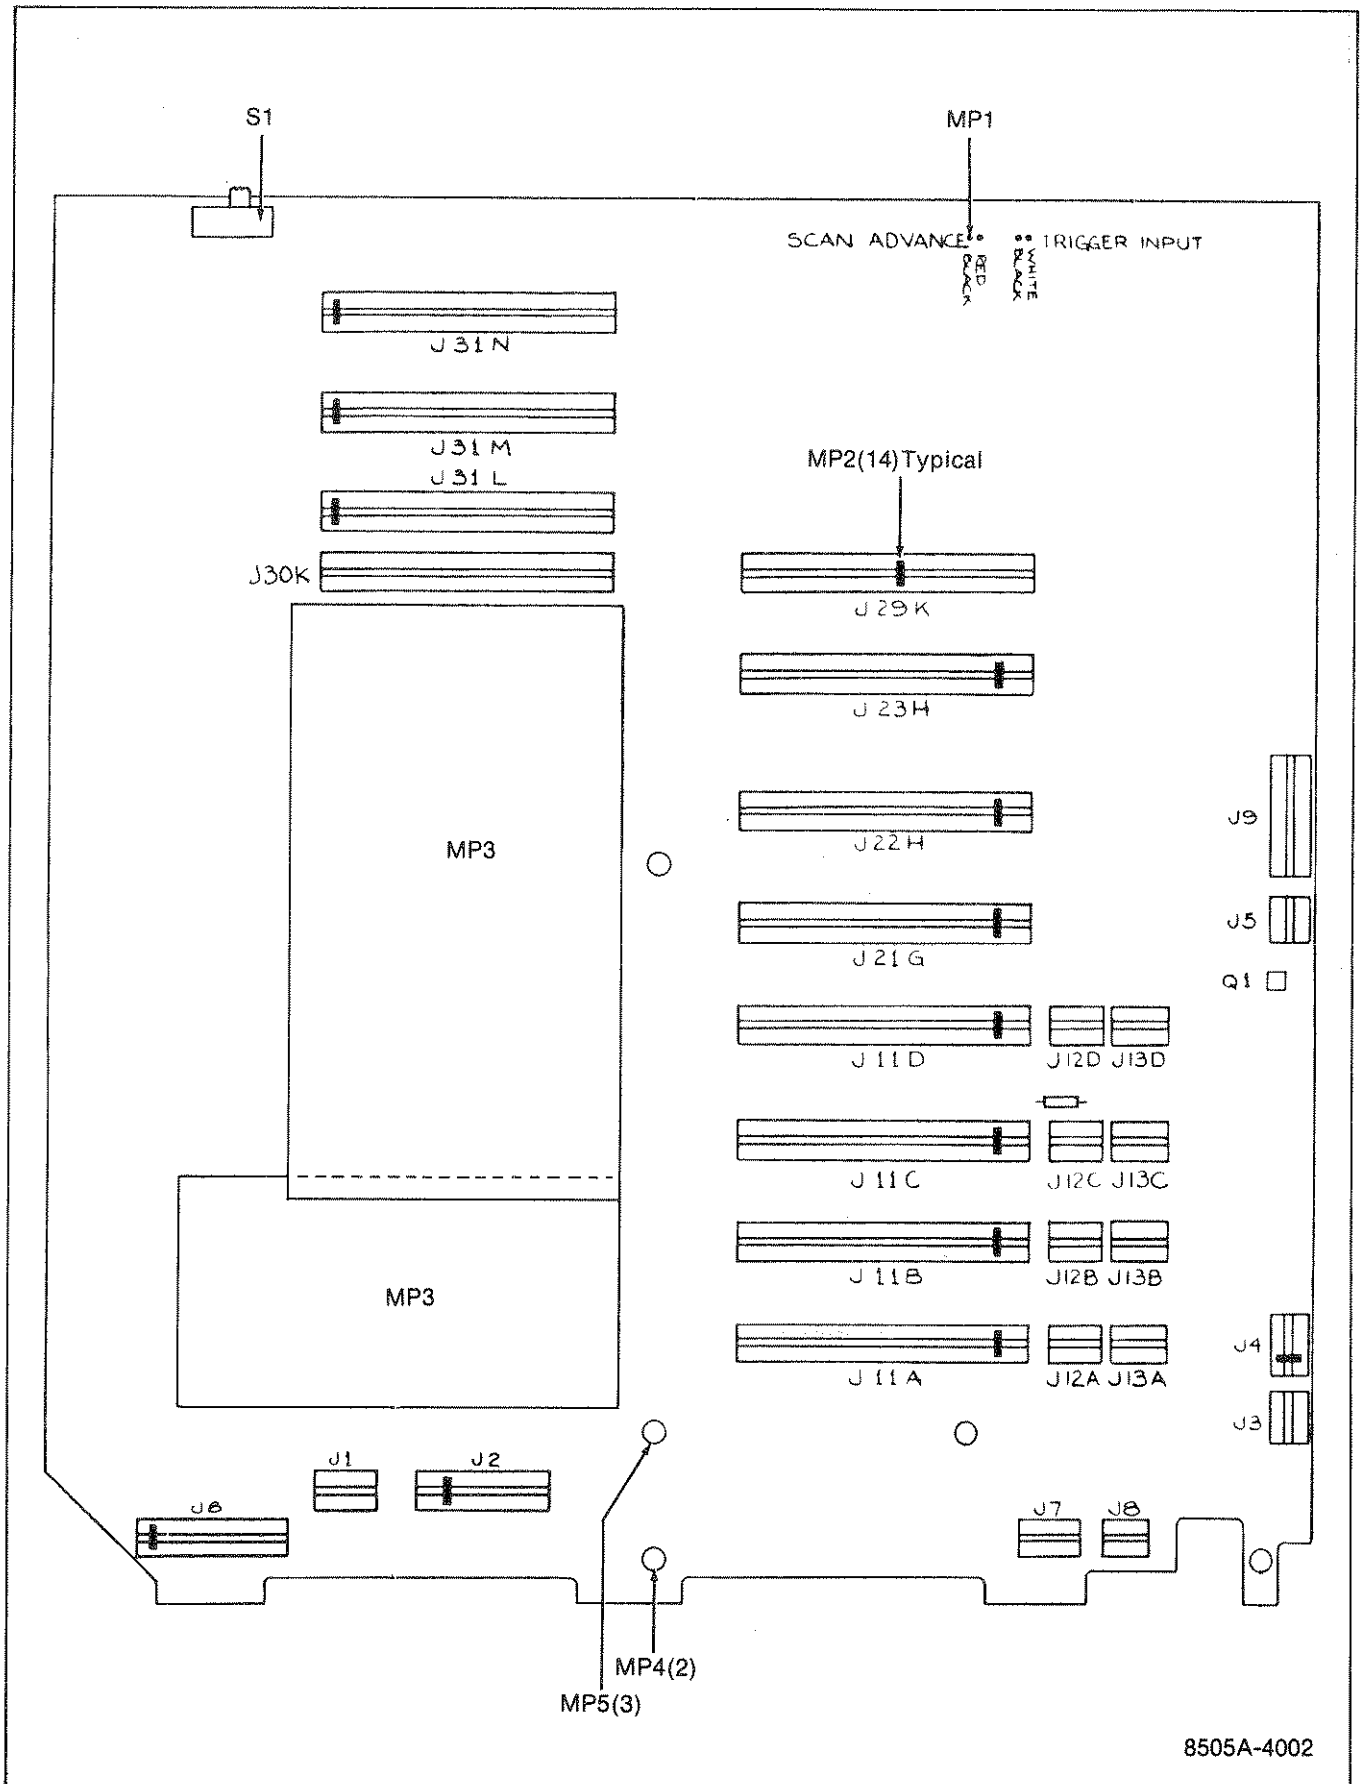 S1
MP1
SCAN ADVANCE
TRIGGER INPUT
RED
BLACK
WHITE
BLACK
J31N
J31M
MP2(14)Typical
J31L
J30K
J29K
J23H
J9
J22H
MP3
J5
J21G
Q1
J11D
J12D J13D
J11C
J12C J13C
J11B
J12B J13B
MP3
J4
J11A
J12A J13A
J3
J1
J2
J6
J7
J8
MP4(2)
MP5(3)
8505A-4002